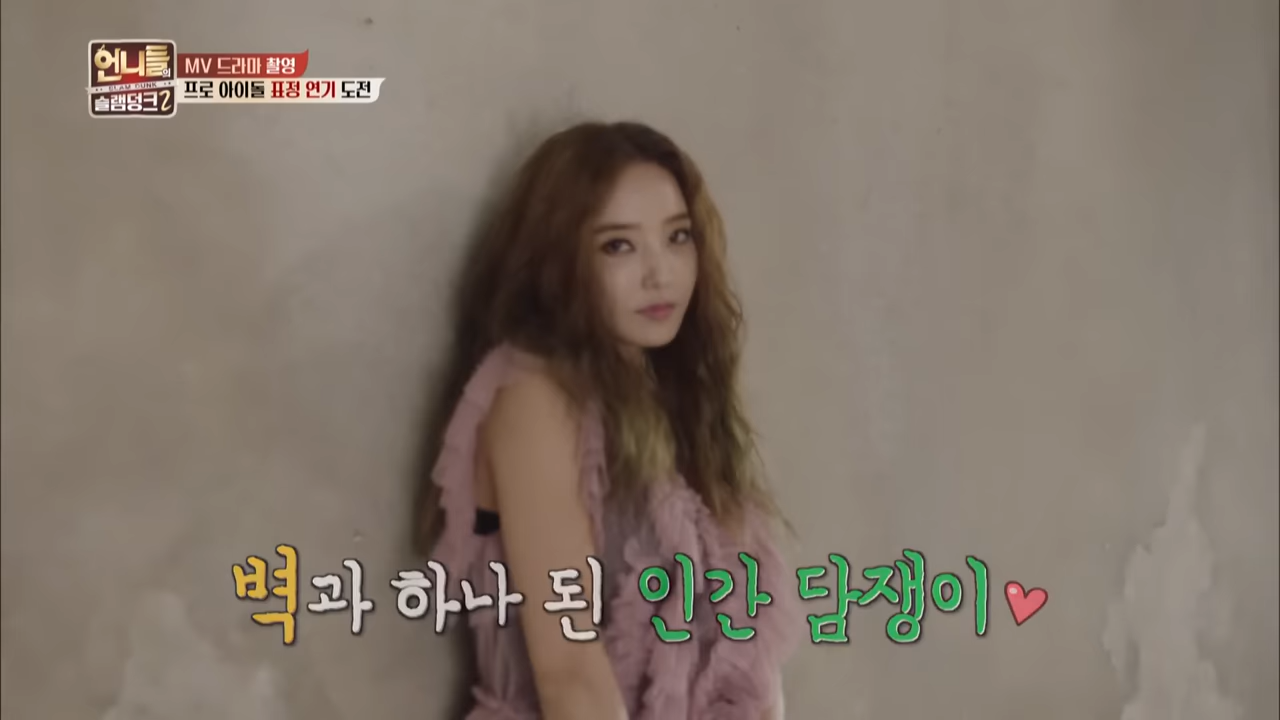 언니들의
SLAM DUNK
슬램덩크2
MV 드라마 촬영
프로 아이돌 표정 연기 도전
벽과 하나 된 인간 담쟁이